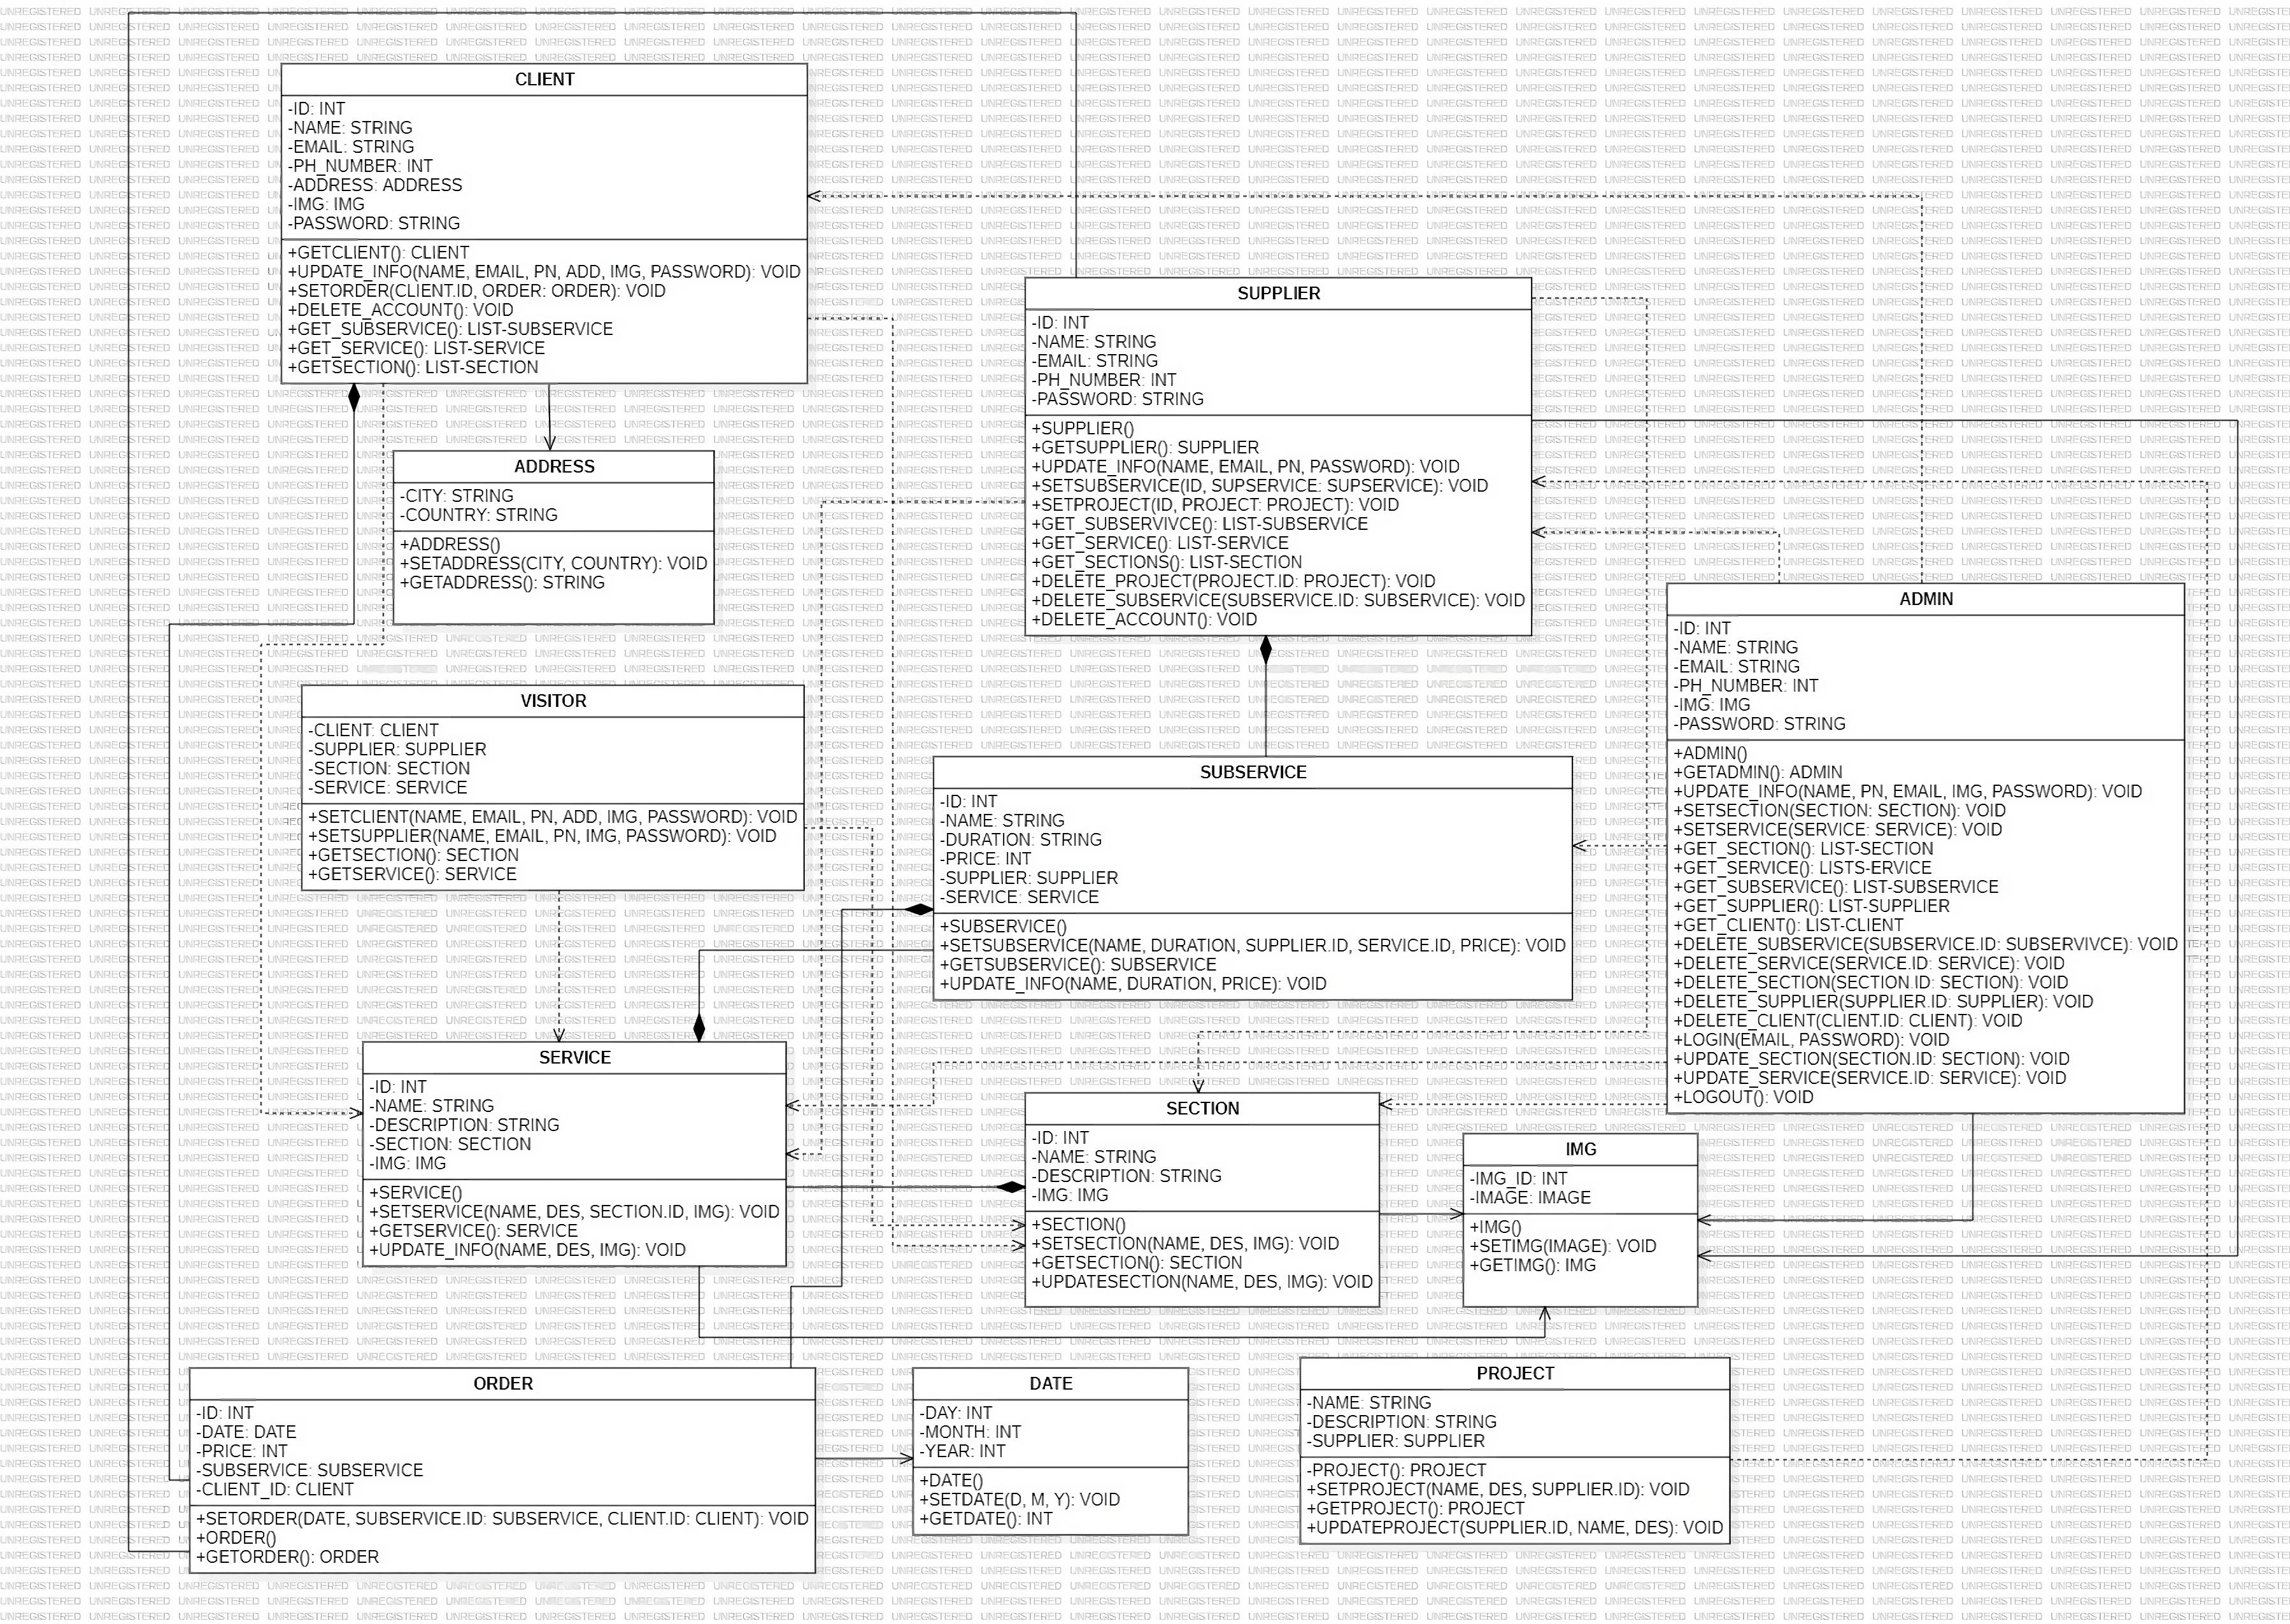 CLIENT
-ID: INT
-NAME: STRING
-EMAIL: STRING
-PH_NUMBER: INT
-ADDRESS: ADDRESS
-IMG: IMG
-PASSWORD: STRING
+GETCLIENT(): CLIENT
+UPDATE_INFO(NAME, EMAIL, PN, ADD, IMG, PASSWORD): VOID
+SETORDER(CLIENT.ID, ORDER: ORDER): VOID
+DELETE_ACCOUNT(): VOID
+GET_SUBSERVICE(): LIST-SUBSERVICE
+GET_SERVICE(): LIST-SERVICE
+GETSECTION(): LIST-SECTION
SUPPLIER
-ID: INT
-NAME: STRING
-EMAIL: STRING
-PH_NUMBER: INT
-PASSWORD: STRING
+SUPPLIER()
+GETSUPPLIER(): SUPPLIER
+UPDATE_INFO(NAME, EMAIL, PN, PASSWORD): VOID
+SETSUBSERVICE(ID, SUPSERVICE: SUPSERVICE): VOID
+SETPROJECT(ID, PROJECT: PROJECT): VOID
+GET_SUBSERVIVCE(): LIST-SUBSERVICE
+GET_SERVICE(): LIST-SERVICE
+GET_SECTIONS(): LIST-SECTION
+DELETE_PROJECT(PROJECT.ID: PROJECT): VOID
+DELETE_SUBSERVICE(SUBSERVICE.ID: SUBSERVICE): VOID
+DELETE_ACCOUNT(): VOID
ADDRESS
-CITY: STRING
-COUNTRY: STRING
+ADDRESS()
+SETADDRESS(CITY, COUNTRY): VOID
+GETADDRESS(): STRING
ADMIN
-ID: INT
-NAME: STRING
-EMAIL: STRING
-PH_NUMBER: INT
-IMG: IMG
-PASSWORD: STRING
+ADMIN()
+GETADMIN(): ADMIN
+UPDATE_INFO(NAME, PN, EMAIL, IMG, PASSWORD): VOID
+SETSECTION(SECTION: SECTION): VOID
+SETSERVICE(SERVICE: SERVICE): VOID
+GET_SECTION(): LIST-SECTION
+GET_SERVICE(): LISTS-ERVICE
+GET_SUBSERVICE(): LIST-SUBSERVICE
+GET_SUPPLIER(): LIST-SUPPLIER
+GET_CLIENT(): LIST-CLIENT
+DELETE_SUBSERVICE(SUBSERVICE.ID: SUBSERVIVCE): VOID
+DELETE_SERVICE(SERVICE.ID: SERVICE): VOID
+DELETE_SECTION(SECTION.ID: SECTION): VOID
+DELETE_SUPPLIER(SUPPLIER.ID: SUPPLIER): VOID
+DELETE_CLIENT(CLIENT.ID: CLIENT): VOID
+LOGIN(EMAIL, PASSWORD): VOID
+UPDATE_SECTION(SECTION.ID: SECTION): VOID
+UPDATE_SERVICE(SERVICE.ID: SERVICE): VOID
+LOGOUT(): VOID
VISITOR
-CLIENT: CLIENT
-SUPPLIER: SUPPLIER
-SECTION: SECTION
-SERVICE: SERVICE
+SETCLIENT(NAME, EMAIL, PN, ADD, IMG, PASSWORD): VOID
+SETSUPPLIER(NAME, EMAIL, PN, IMG, PASSWORD): VOID
+GETSECTION(): SECTION
+GETSERVICE(): SERVICE
SUBSERVICE
-ID: INT
-NAME: STRING
-DURATION: STRING
-PRICE: INT
-SUPPLIER: SUPPLIER
-SERVICE: SERVICE
+SUBSERVICE()
+SETSUBSERVICE(NAME, DURATION, SUPPLIER.ID, SERVICE.ID, PRICE): VOID
+GETSUBSERVICE(): SUBSERVICE
+UPDATE_INFO(NAME, DURATION, PRICE): VOID
SERVICE
-ID: INT
-NAME: STRING
-DESCRIPTION: STRING
-SECTION: SECTION
-IMG: IMG
+SERVICE()
+SETSERVICE(NAME, DES, SECTION.ID, IMG): VOID
+GETSERVICE(): SERVICE
+UPDATE_INFO(NAME, DES, IMG): VOID
SECTION
-ID: INT
-NAME: STRING
-DESCRIPTION: STRING
-IMG: IMG
+SECTION()
+SETSECTION(NAME, DES, IMG): VOID
+GETSECTION(): SECTION
+UPDATESECTION(NAME, DES, IMG): VOID
IMG
-IMG_ID: INT
-IMAGE: IMAGE
+IMG()
+SETIMG(IMAGE): VOID
+GETIMG(): IMG
ORDER
-ID: INT
-DATE: DATE
-PRICE: INT
-SUBSERVICE: SUBSERVICE
-CLIENT_ID: CLIENT
+SETORDER(DATE, SUBSERVICE.ID: SUBSERVICE, CLIENT.ID: CLIENT): VOID
+ORDER()
+GETORDER(): ORDER
DATE
-DAY: INT
-MONTH: INT
-YEAR: INT
+DATE()
+SETDATE(D, M, Y): VOID
+GETDATE(): INT
PROJECT
-NAME: STRING
-DESCRIPTION: STRING
-SUPPLIER: SUPPLIER
-PROJECT(): PROJECT
+SETPROJECT(NAME, DES, SUPPLIER.ID): VOID
+GETPROJECT(): PROJECT
+UPDATEPROJECT(SUPPLIER.ID, NAME, DES): VOID
UNREGISTERED